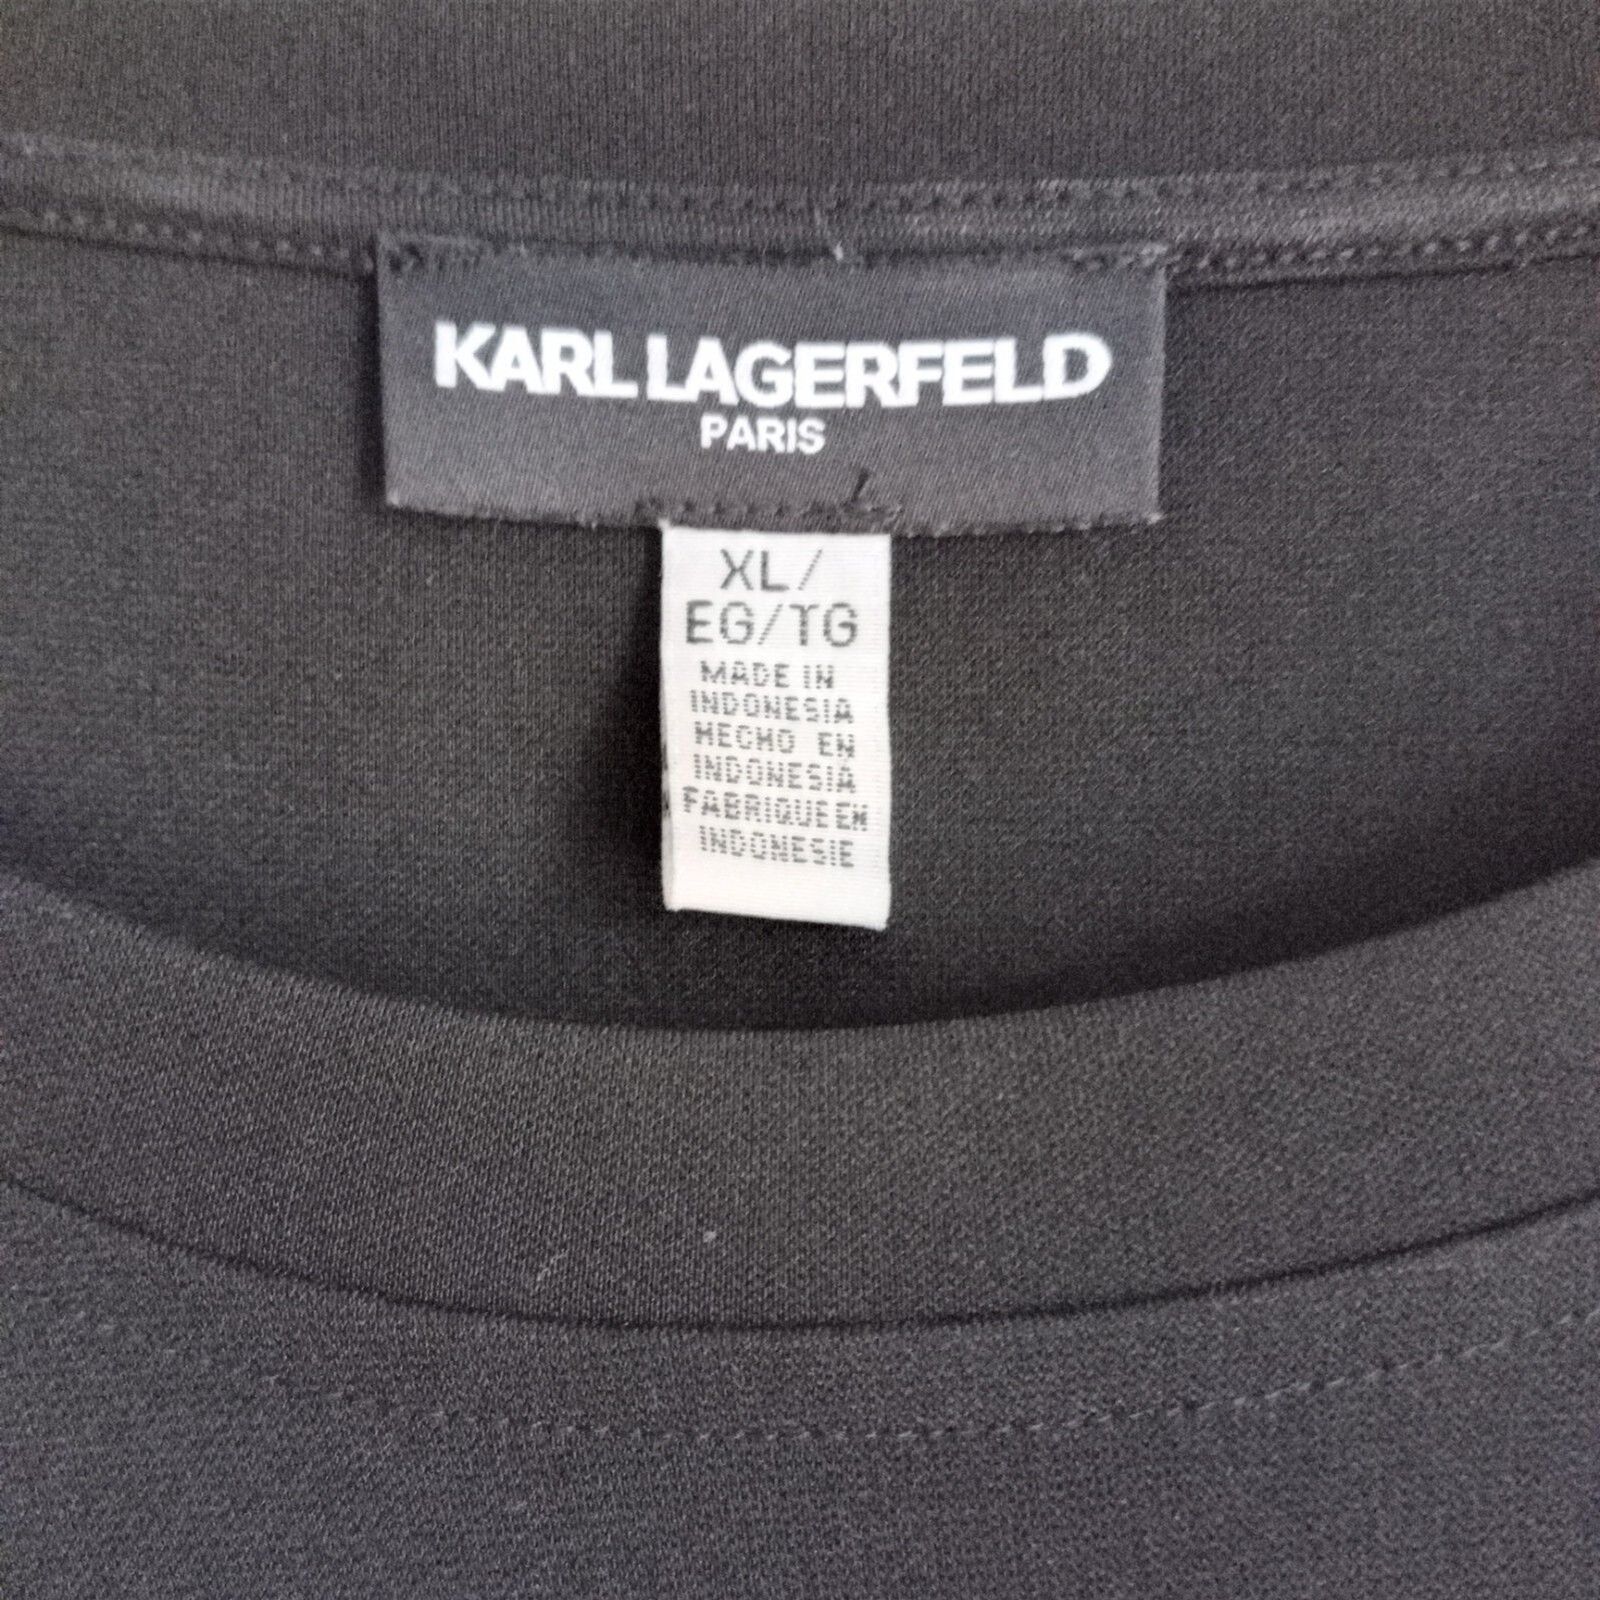 KARL LAGERFELD
PARIS
XL/
EG/TG
MADE IN
INDONESIA
HECHO EN
INDONESIA
FABRIQUE EN
INDONESIE